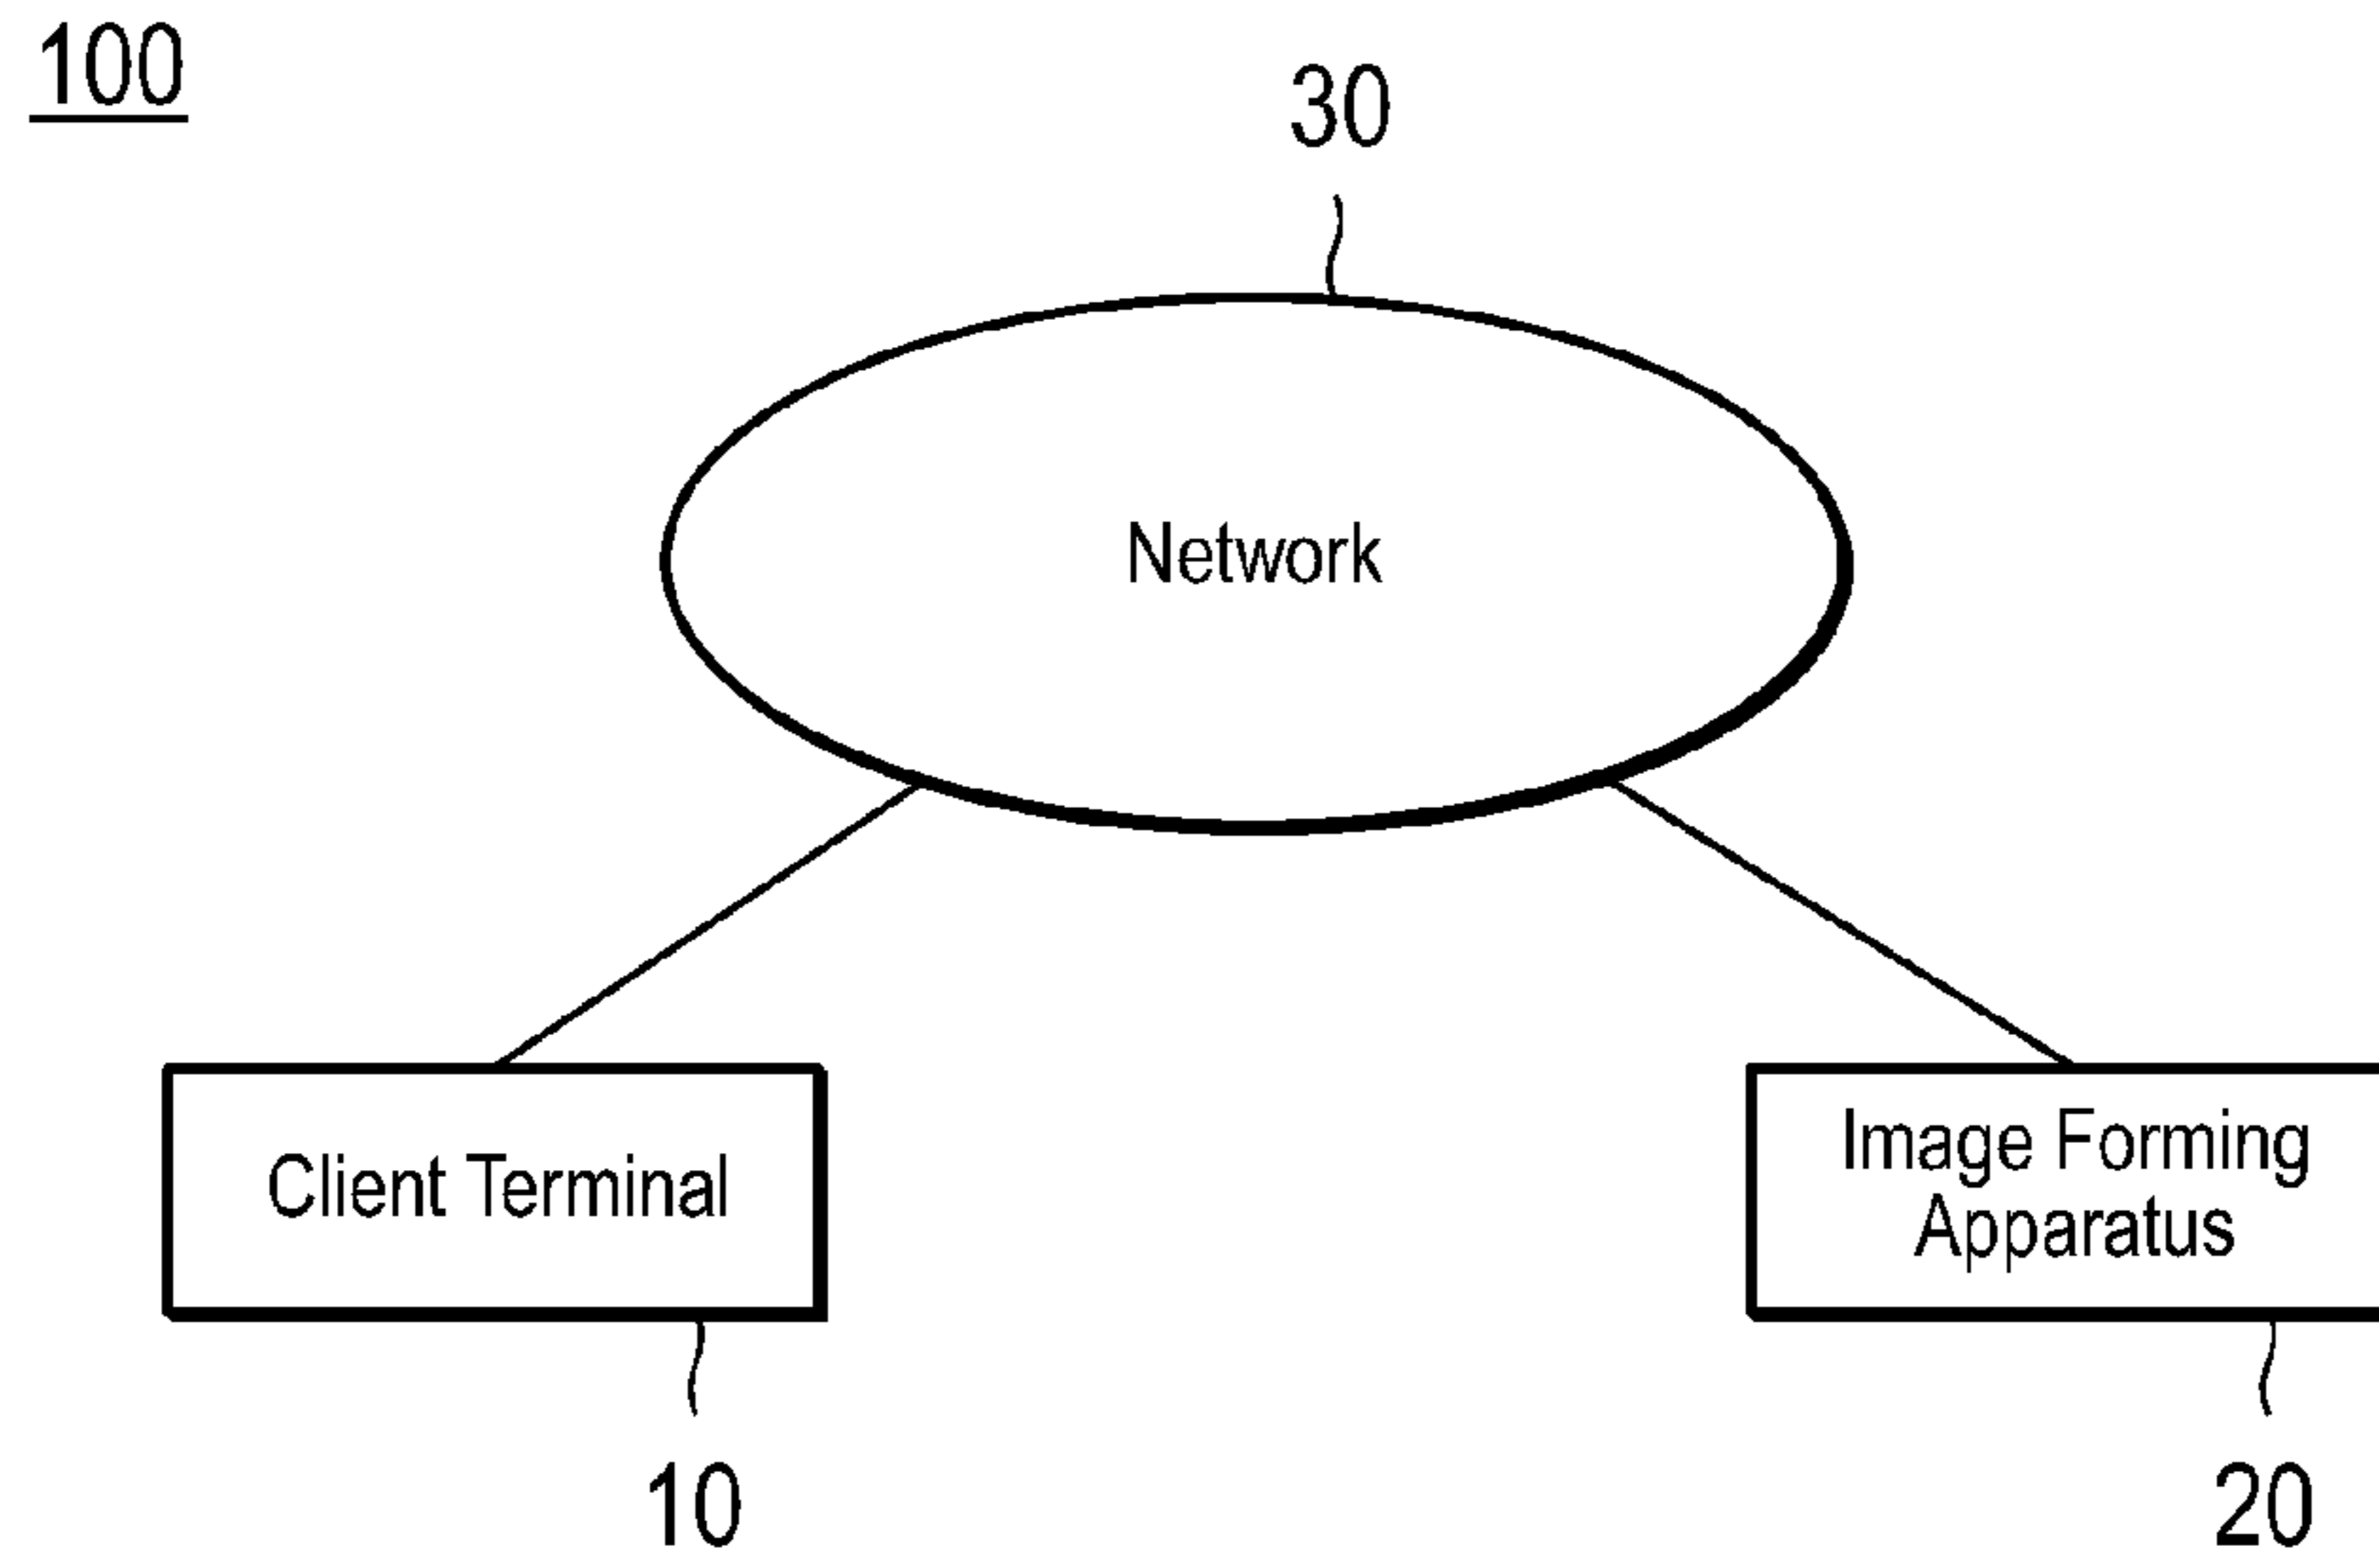 100
30
Network
Client Terminal
Image Forming
Apparatus
10
20